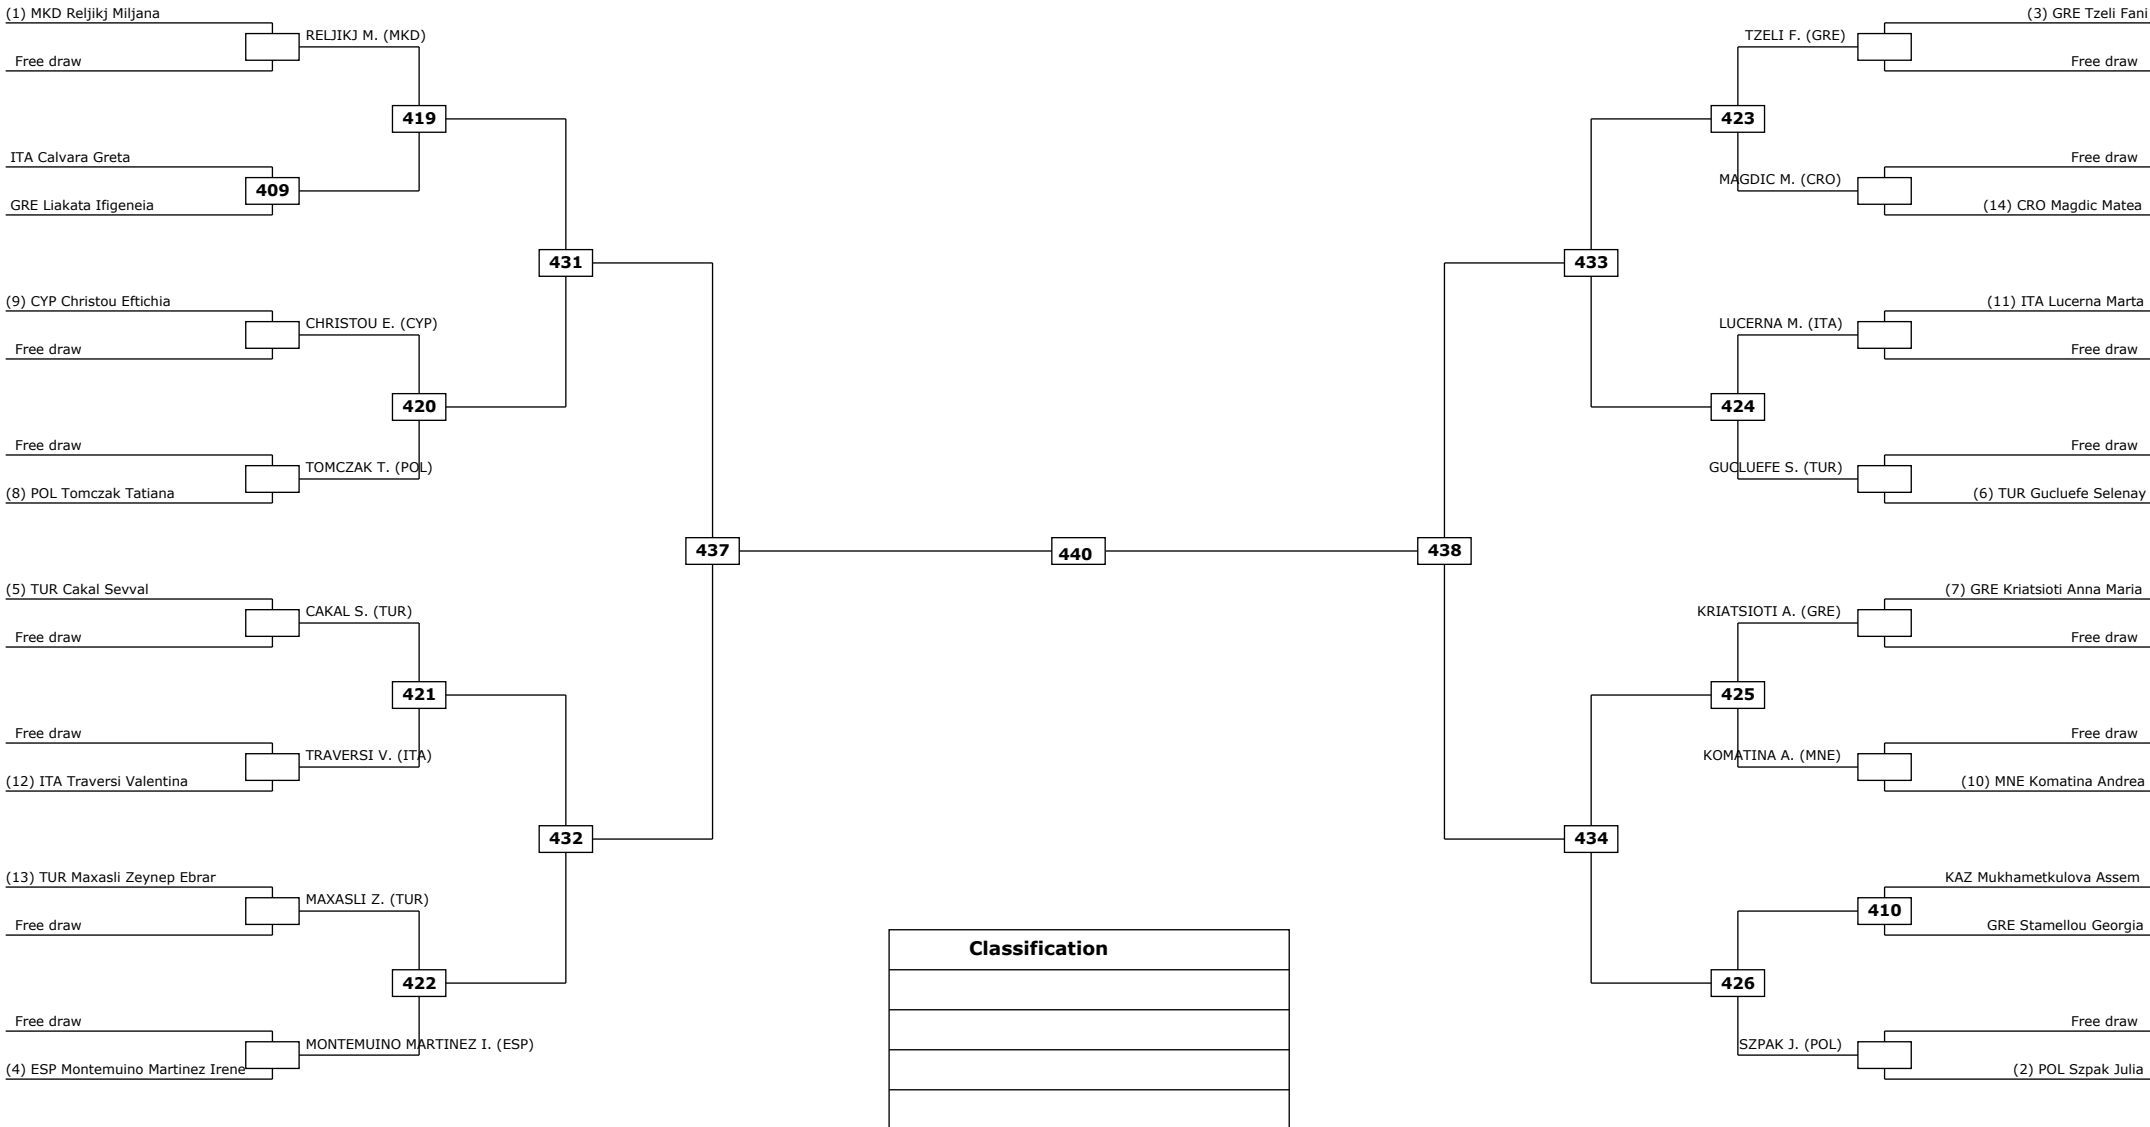 (1) MKD Reljikj Miljana
RELJIKJ M. (MKD)
Free draw
419
ITA Calvara Greta
409
GRE Liakata Ifigeneia
431
(9) CYP Christou Eftichia
CHRISTOU E. (CYP)
Free draw
420
Free draw
TOMCZAK T. (POL)
(8) POL Tomczak Tatiana
437
(5) TUR Cakal Sevval
CAKAL S. (TUR)
Free draw
421
Free draw
TRAVERSI V. (ITA)
(12) ITA Traversi Valentina
432
(13) TUR Maxasli Zeynep Ebrar
MAXASLI Z. (TUR)
Free draw
422
Free draw
MONTEMUINO MARTINEZ I. (ESP)
(4) ESP Montemuino Martinez Irene
440
Classification
(3) GRE Tzeli Fani
TZELI F. (GRE)
Free draw
423
Free draw
MAGDIC M. (CRO)
(14) CRO Magdic Matea
433
(11) ITA Lucerna Marta
LUCERNA M. (ITA)
Free draw
424
Free draw
GUCLUEFE S. (TUR)
(6) TUR Gucluefe Selenay
438
(7) GRE Kriatsioti Anna Maria
KRIATSIOTI A. (GRE)
Free draw
425
Free draw
KOMATINA A. (MNE)
(10) MNE Komatina Andrea
434
KAZ Mukhametkulova Assem
410
GRE Stamellou Georgia
426
Free draw
SZPAK J. (POL)
(2) POL Szpak Julia